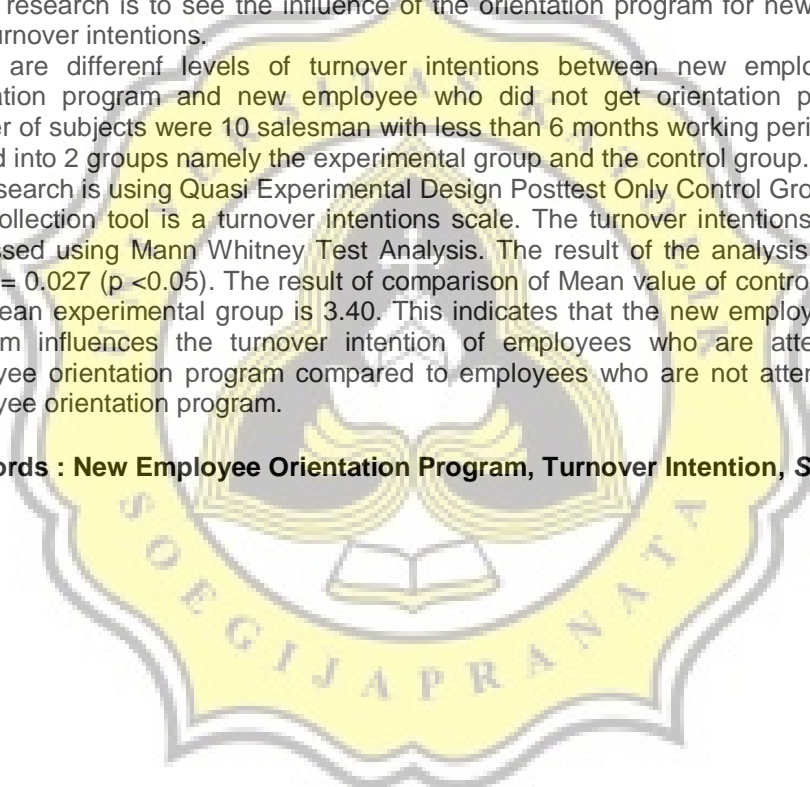 research is to see the influence of the orientation program for new
turnover intentions.
are differenf levels of turnover intentions between new emplo
ation program and new employee who did not get orientation p
er of subjects were 10 salesman with less than 6 months working peri
d into 2 groups namely the experimental group and the control group.
search is using Quasi Experimental Design Posttest Only Control Gro
ollection tool is a turnover intentions scale. The turnover intentions
ssed using Mann Whitney Test Analysis. The result of the analysis
= 0.027 (p <0.05). The result of comparison of Mean value of contro
ean experimental group is 3.40. This indicates that the new employ
m influences the turnover intention of employees who are atte
yee orientation program compared to employees who are not atten
yee orientation program.
ords : New Employee Orientation Program, Turnover Intention, S
SOEGIJAPRANATA